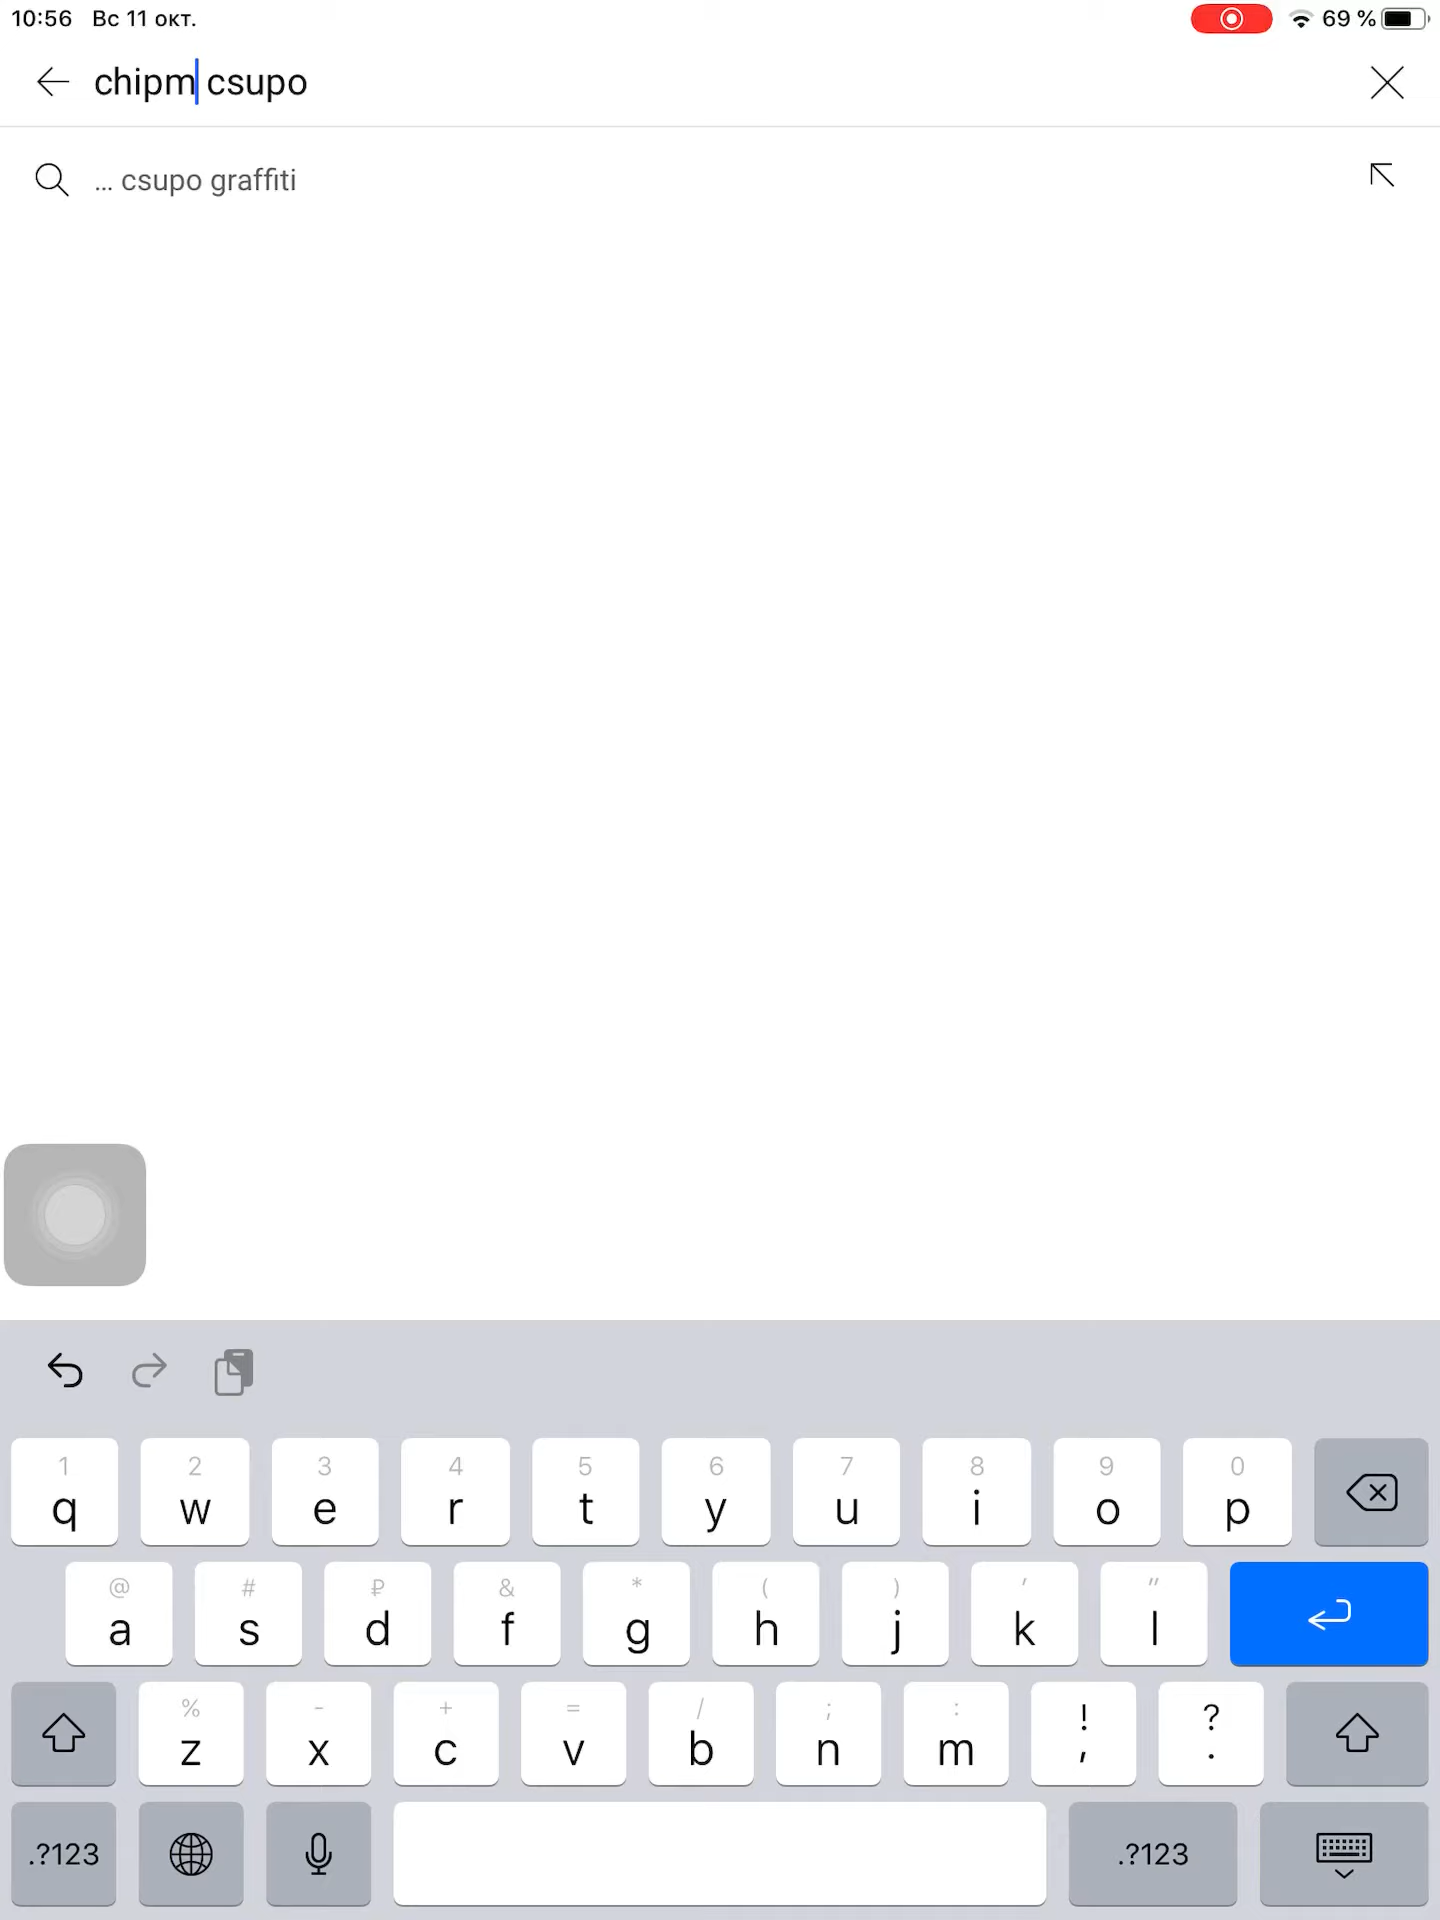 10:56 Вс 11 окт. 69 %
chipm csupo
... csupo graffiti
1 2 3 4 5 6 7 8 9 0
q w e r t y u i o p
@ # ₽ & * ( ) ' "
a s d f g h j k l
% - + = / ; : ! ?
z x c v b n m , .
.?123 .?123